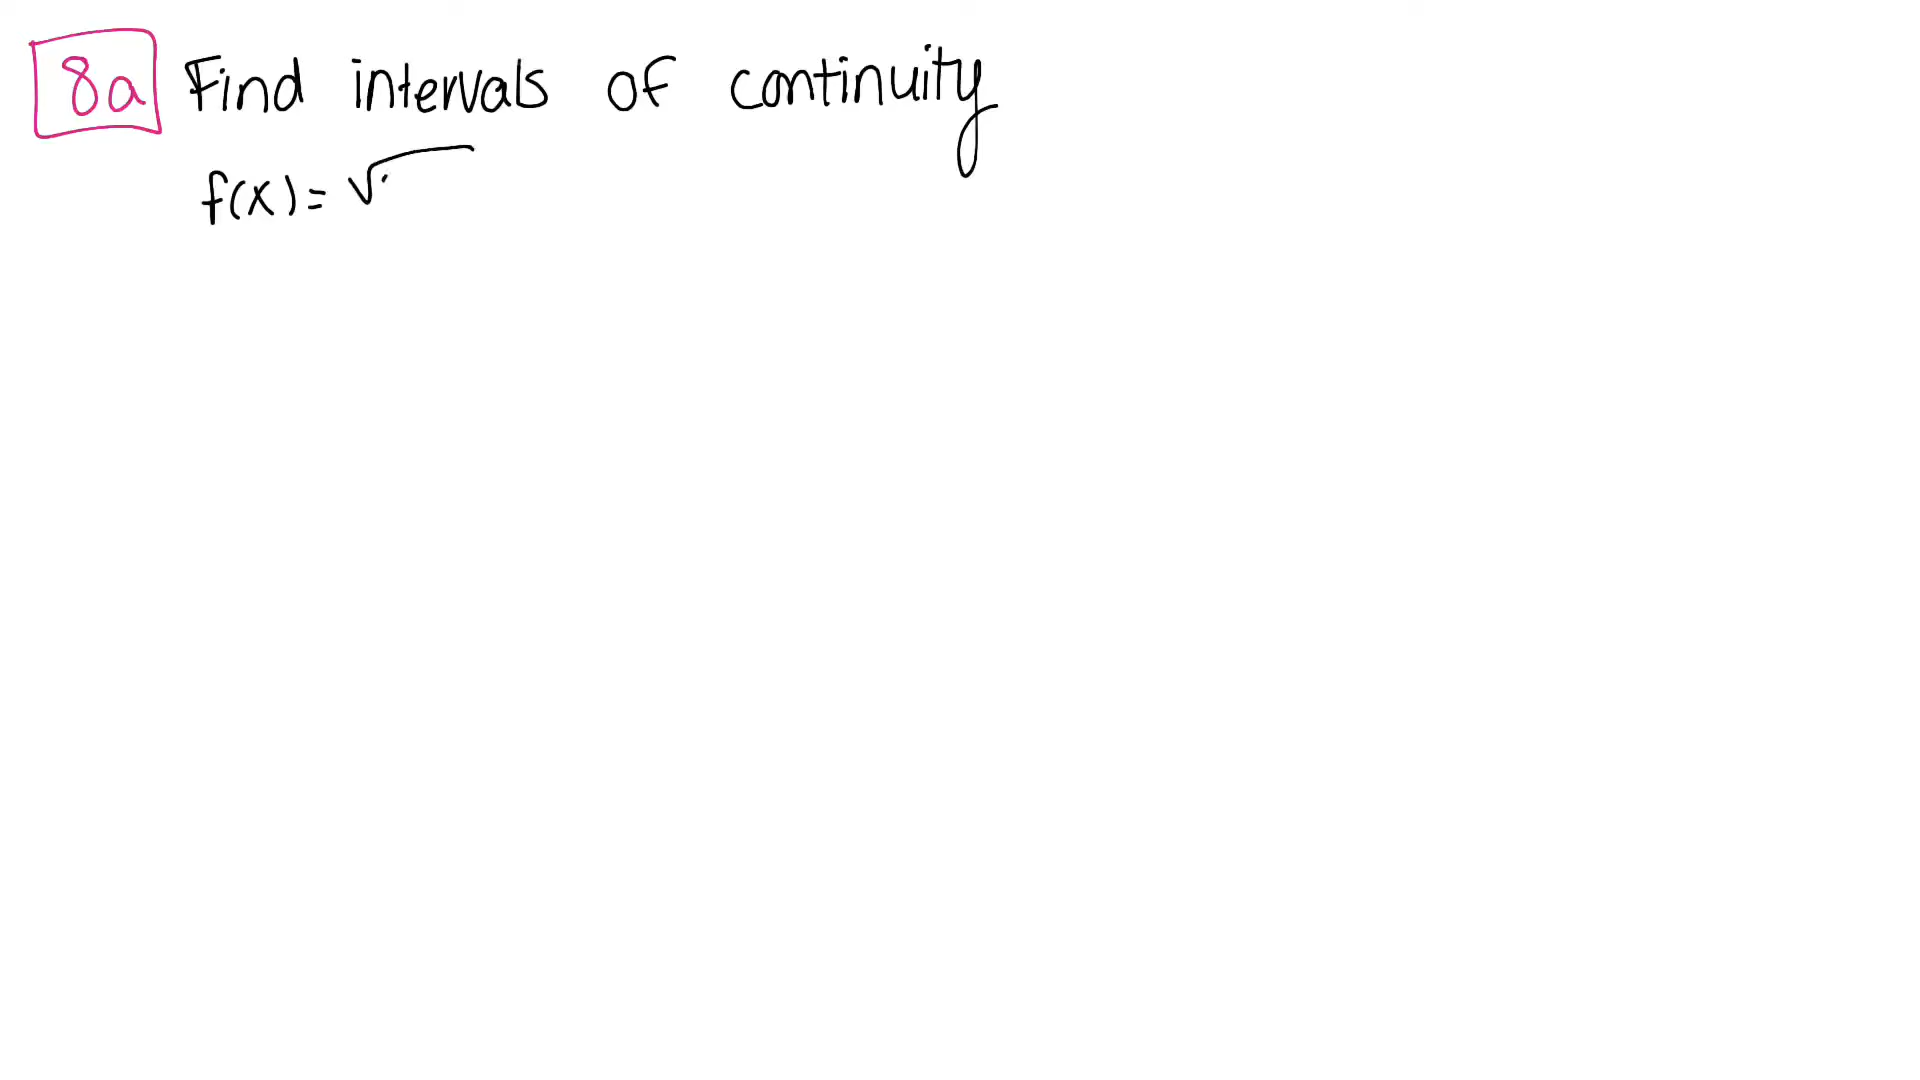 8a Find intervals of continuity
f(x) = √